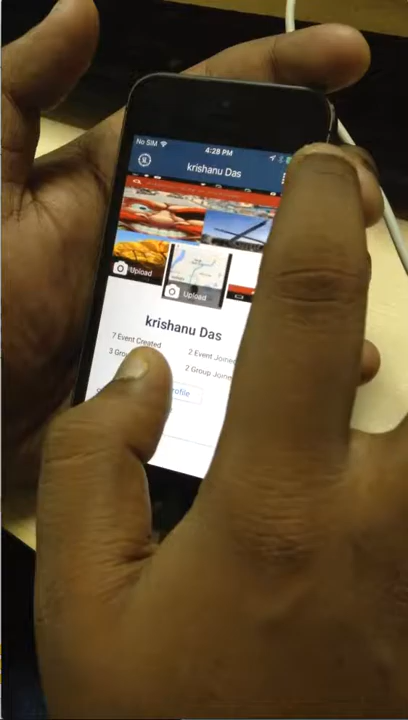 No SIM 4:28 PM
krishanu Das
Upload
Upload
krishanu Das
7 Event Created 2 Event Joined
3 2 Group Joined